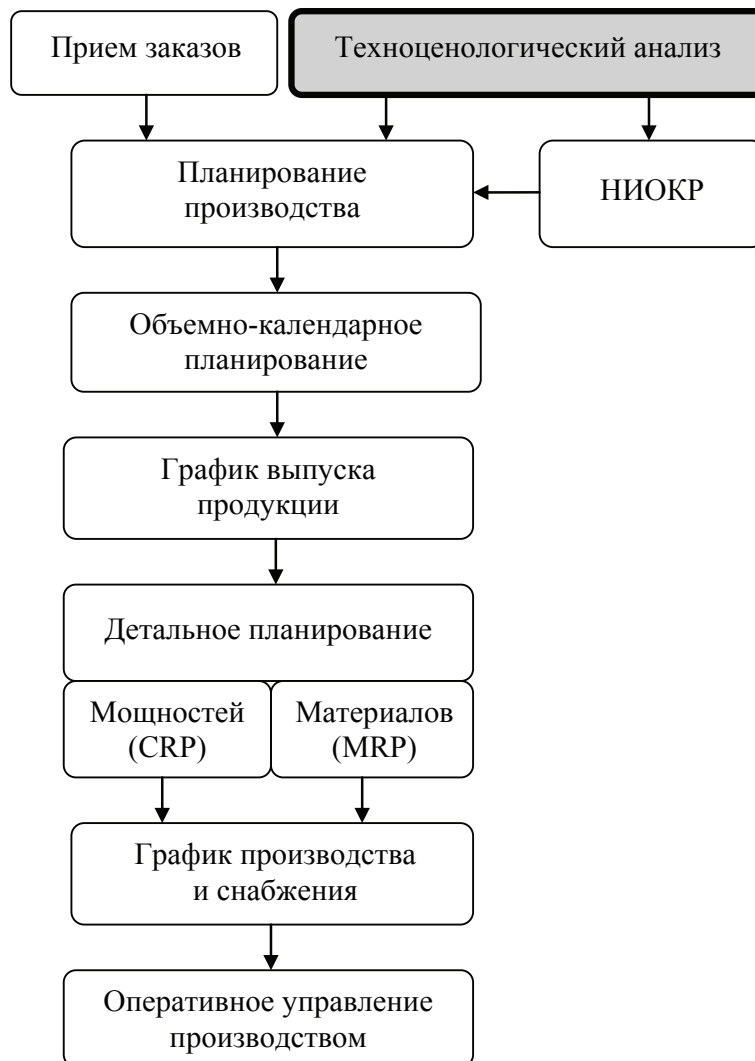 Прием заказов
Техноценологический анализ
Планирование
производства
НИОКР
Объемно-календарное
планирование
График выпуска
продукции
Детальное планирование
Мощностей
(CRP)
Материалов
(MRP)
График производства
и снабжения
Оперативное управление
производством